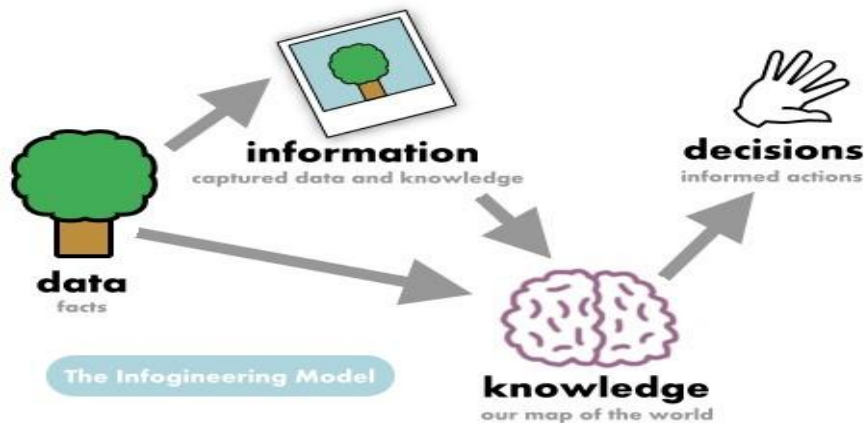 information
captured data and knowledge
decisions
informed actions
data
facts
The Infogineering Model
knowledge
our map of the world